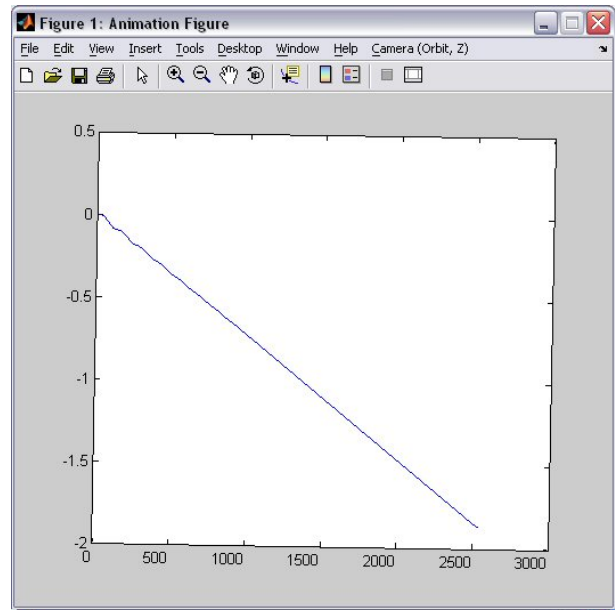 Figure 1: Animation Figure
File Edit View Insert Tools Desktop Window Help Camera (Orbit, Z)
0.5
0
-0.5
-1
-1.5
-2
0 500 1000 1500 2000 2500 3000